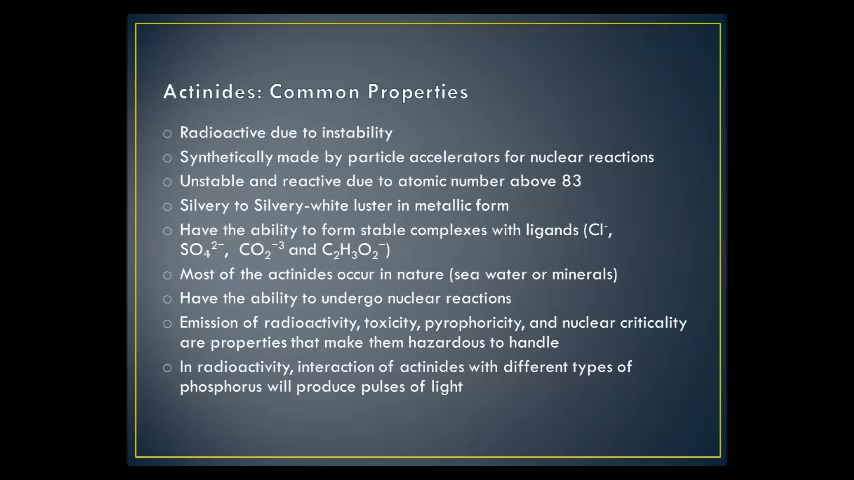 Actinides: Common Properties
○ Radioactive due to instability
○ Synthetically made by particle accelerators for nuclear reactions
○ Unstable and reactive due to atomic number above 83
○ Silvery to Silvery-white luster in metallic form
○ Have the ability to form stable complexes with ligands (Cl⁻,
SO₄²⁻, CO₂⁻³ and C₂H₃O₂⁻)
○ Most of the actinides occur in nature (sea water or minerals)
○ Have the ability to undergo nuclear reactions
○ Emission of radioactivity, toxicity, pyrophoricity, and nuclear criticality
are properties that make them hazardous to handle
○ In radioactivity, interaction of actinides with different types of
phosphorus will produce pulses of light